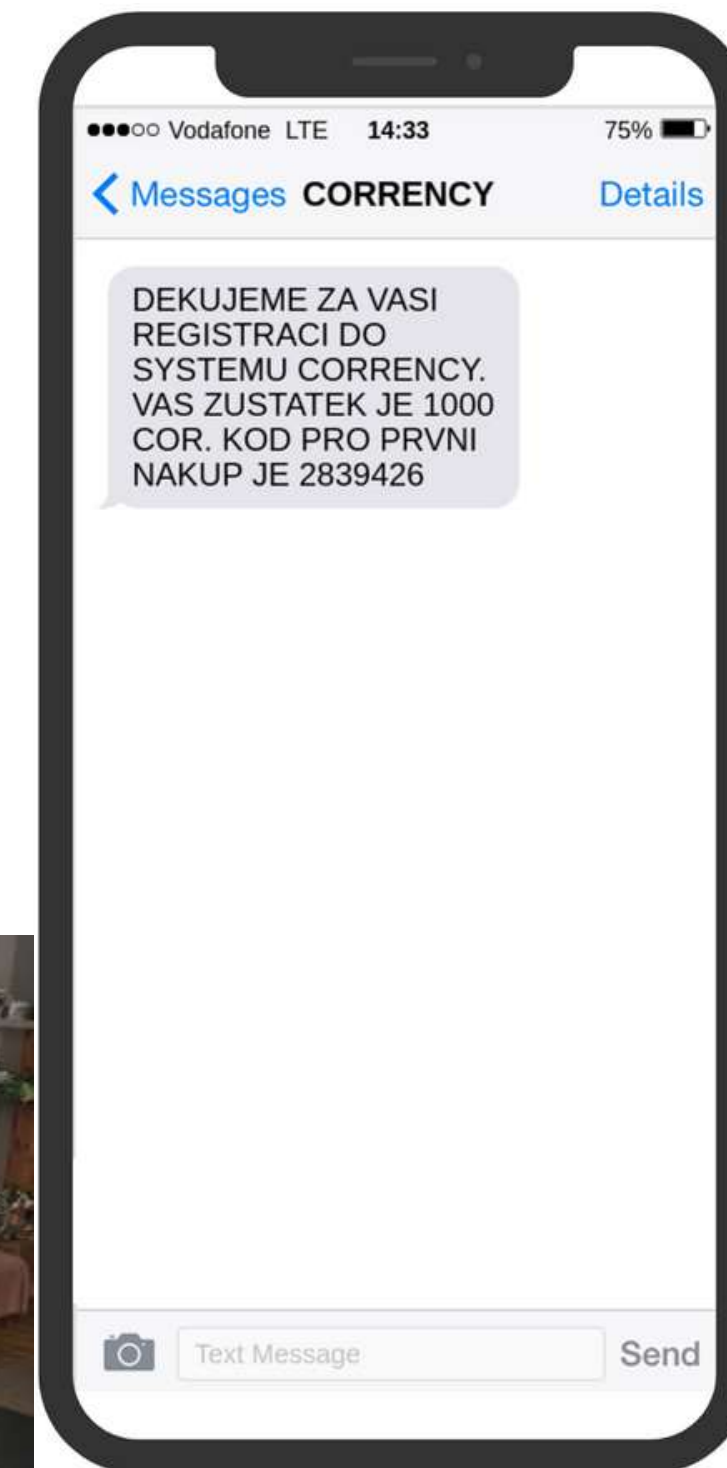 Vodafone LTE 14:33 75%
Messages CORRENCY Details
DEKUJEME ZA VASI
REGISTRACI DO
SYSTEMU CORRENCY.
VAS ZUSTATEK JE 1000
COR. KOD PRO PRVNI
NAKUP JE 2839426
Text Message Send